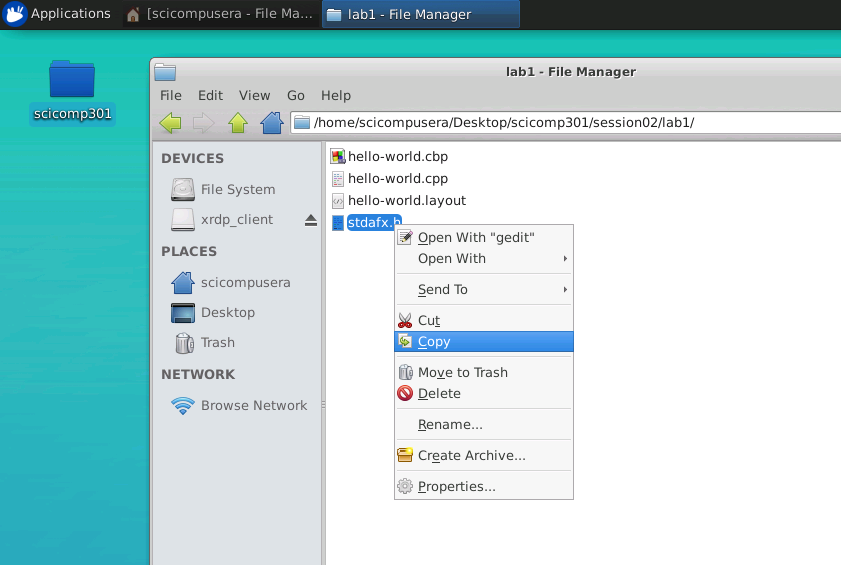 Applications
[scicompusera - File Ma...
lab1 - File Manager
scicomp301
lab1 - File Manager
File Edit View Go Help
/home/scicompusera/Desktop/scicomp301/session02/lab1/
DEVICES
File System
xrdp_client
PLACES
scicompusera
Desktop
Trash
NETWORK
Browse Network
hello-world.cbp
hello-world.cpp
hello-world.layout
stdafx.h
Open With "gedit"
Open With
Send To
Cut
Copy
Move to Trash
Delete
Rename...
Create Archive...
Properties...